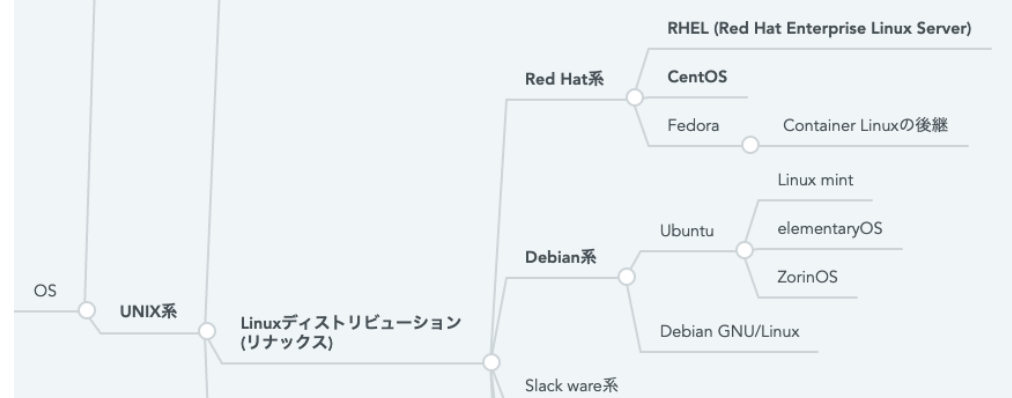 RHEL (Red Hat Enterprise Linux Server)
Red Hat系
CentOS
Fedora
Container Linuxの後継
Linux mint
Ubuntu
elementaryOS
Debian系
ZorinOS
OS
UNIX系
Linuxディストリビューション
(リナックス)
Debian GNU/Linux
Slack ware系